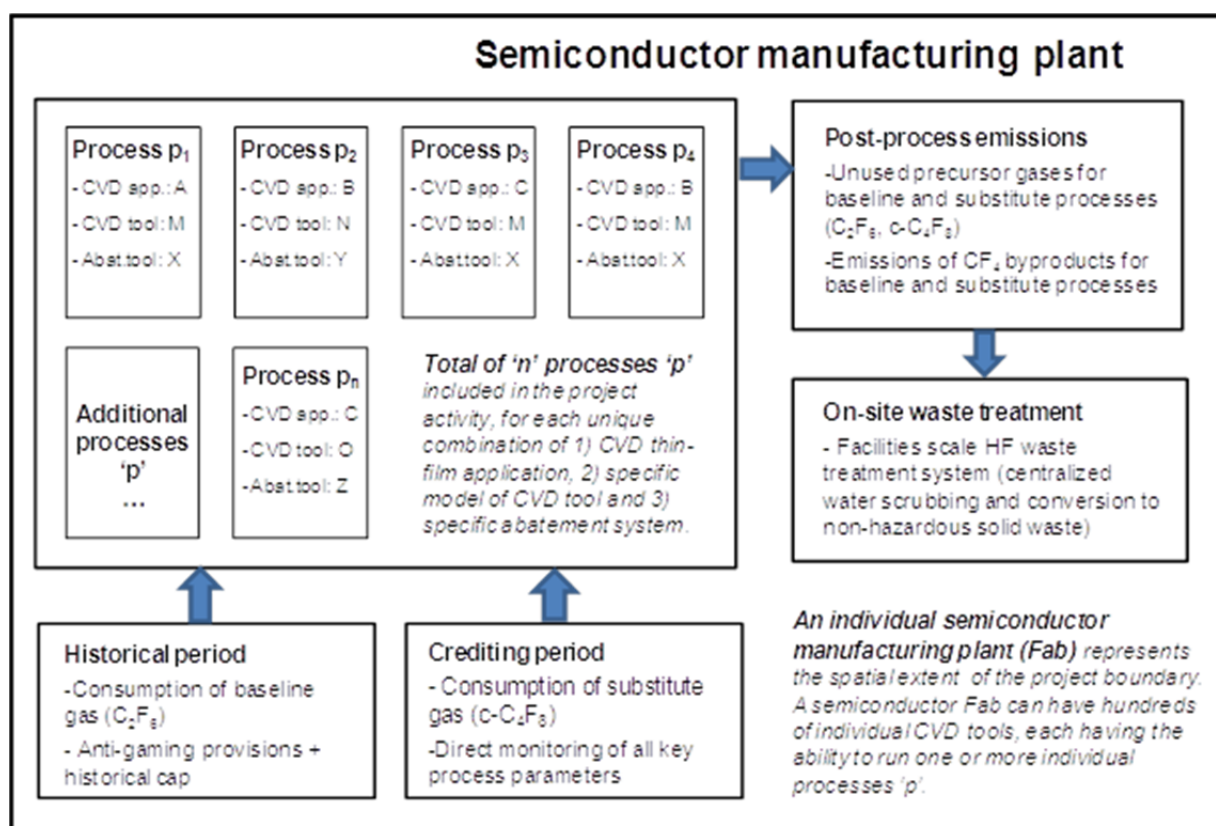 Semiconductor manufacturing plant
Process p₁
- CVD app.: A
- CVD tool: M
- Abat.tool: X
Process p₂
- CVD app.: B
- CVD tool: N
- Abat.tool: Y
Process p₃
- CVD app.: C
- CVD tool: M
- Abat.tool: X
Process p₄
- CVD app.: B
- CVD tool: M
- Abat.tool: X
Additional
processes
‘p’
...
Process pₙ
- CVD app.: C
- CVD tool: O
- Abat.tool: Z
Total of ‘n’ processes ‘p’
included in the project
activity, for each unique
combination of 1) CVD thin-
film application, 2) specific
model of CVD tool and 3)
specific abatement system.
Post-process emissions
-Unused precursor gases for
baseline and substitute processes
(C₂F₆, c-C₄F₈)
-Emissions of CF₄ byproducts for
baseline and substitute processes
On-site waste treatment
- Facilities scale HF waste
treatment system (centralized
water scrubbing and conversion to
non-hazardous solid waste)
Historical period
-Consumption of baseline
gas (C₂F₆)
- Anti-gaming provisions +
historical cap
Crediting period
- Consumption of substitute
gas (c-C₄F₈)
-Direct monitoring of all key
process parameters
An individual semiconductor
manufacturing plant (Fab) represents
the spatial extent of the project boundary.
A semiconductor Fab can have hundreds
of individual CVD tools, each having the
ability to run one or more individual
processes ‘p’.